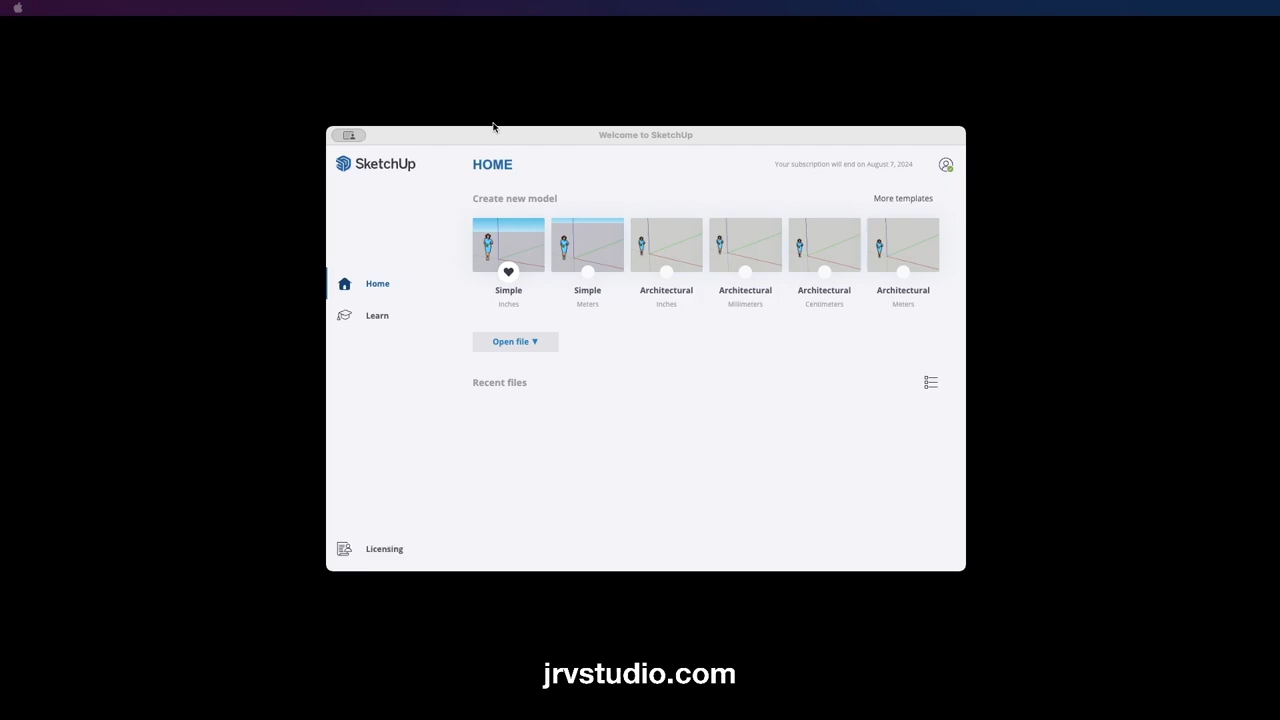 Welcome to SketchUp
SketchUp
HOME
Your subscription will end on August 7, 2024
Create new model
More templates
Simple
Inches
Simple
Meters
Architectural
Inches
Architectural
Millimeters
Architectural
Centimeters
Architectural
Meters
Home
Learn
Open file ▼
Recent files
Licensing
jrvstudio.com